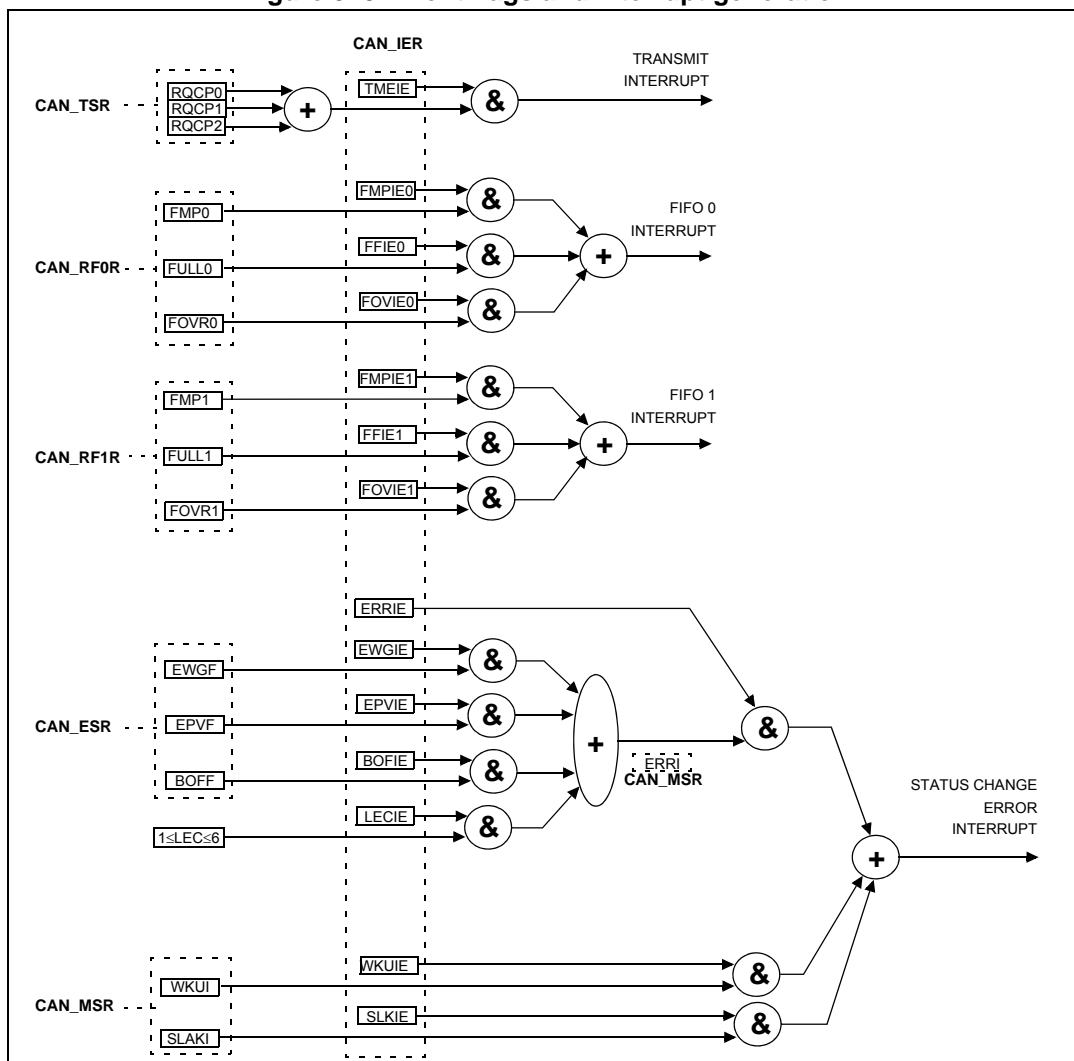 CAN_IER
TRANSMIT
INTERRUPT
CAN_TSR
RQCP0
RQCP1
RQCP2
+
TMEIE
&
FMPIE0
&
FIFO 0
INTERRUPT
FMP0
CAN_RF0R
FULL0
FFIE0
&
+
FOVR0
FOVIE0
&
FMPIE1
&
FIFO 1
INTERRUPT
FMP1
CAN_RF1R
FULL1
FFIE1
&
+
FOVR1
FOVIE1
&
ERRIE
EWGIE
&
EWGF
CAN_ESR
EPVF
EPVIE
&
+
&
ERRI
CAN_MSR
BOFF
BOFIE
&
LECIE
&
1≤LEC≤6
STATUS CHANGE
ERROR
INTERRUPT
+
WKUIE
&
WKUI
CAN_MSR
SLKIE
&
SLAKI